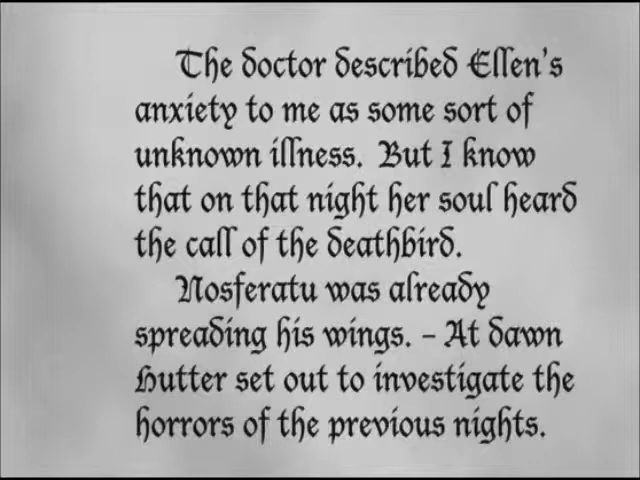 The doctor described Ellen's
anxiety to me as some sort of
unknown illness. But I know
that on that night her soul heard
the call of the deathbird.
Nosferatu was already
spreading his wings. – At dawn
Hutter set out to investigate the
horrors of the previous nights.